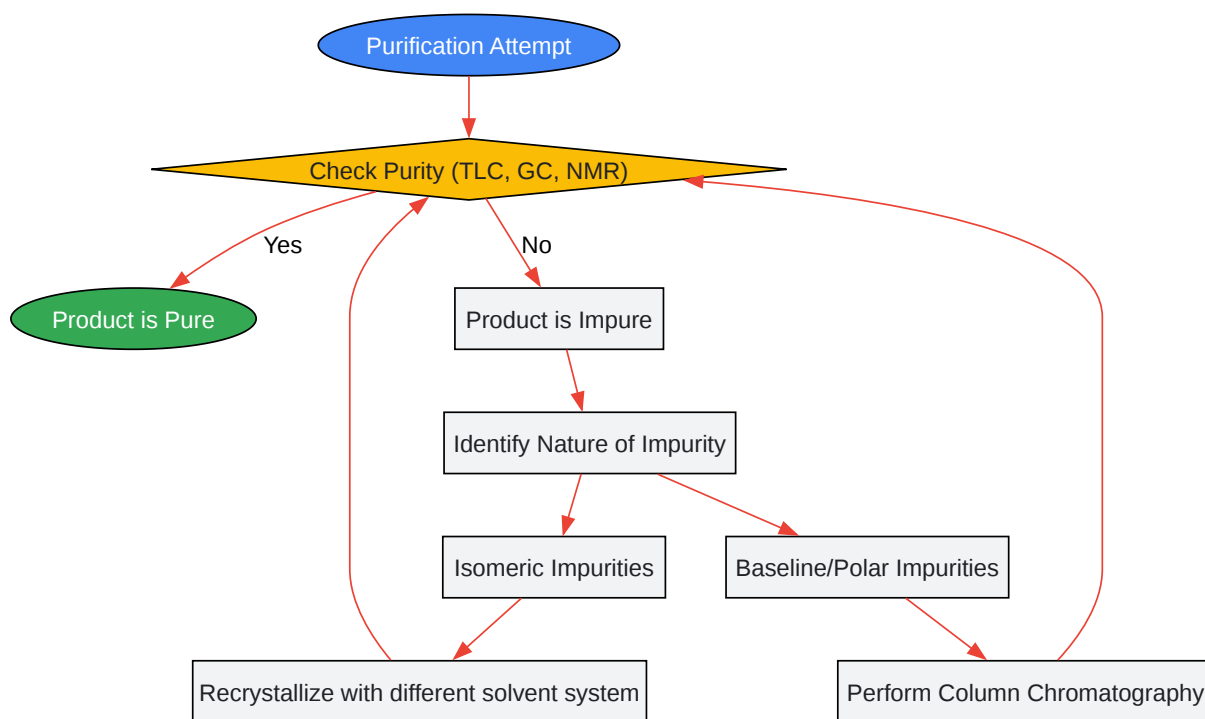 Purification Attempt
Check Purity (TLC, GC, NMR)
Yes
No
Product is Pure
Product is Impure
Identify Nature of Impurity
Isomeric Impurities
Baseline/Polar Impurities
Recrystallize with different solvent system
Perform Column Chromatography